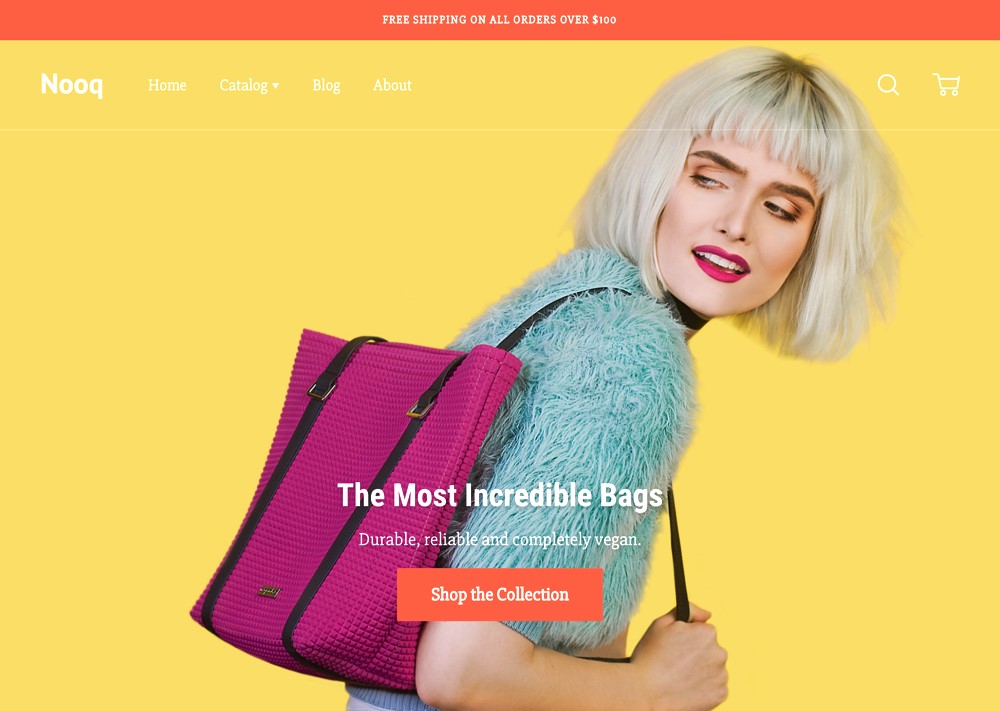 FREE SHIPPING ON ALL ORDERS OVER $100
Nooq Home Catalog Blog About
The Most Incredible Bags
Durable, reliable and completely vegan.
Shop the Collection